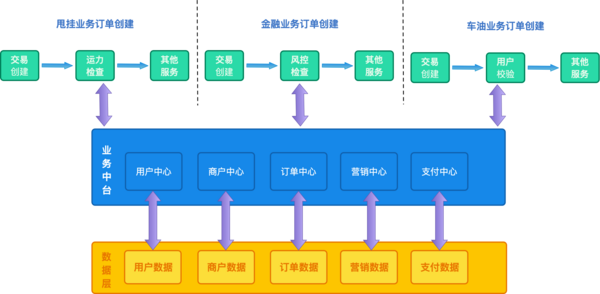 甩挂业务订单创建
金融业务订单创建
车油业务订单创建
交易
创建
运力
检查
其他
服务
交易
创建
风控
检查
其他
服务
交易
创建
用户
校验
其他
服务
业
务
中
台
用户中心
商户中心
订单中心
营销中心
支付中心
数
据
层
用户数据
商户数据
订单数据
营销数据
支付数据